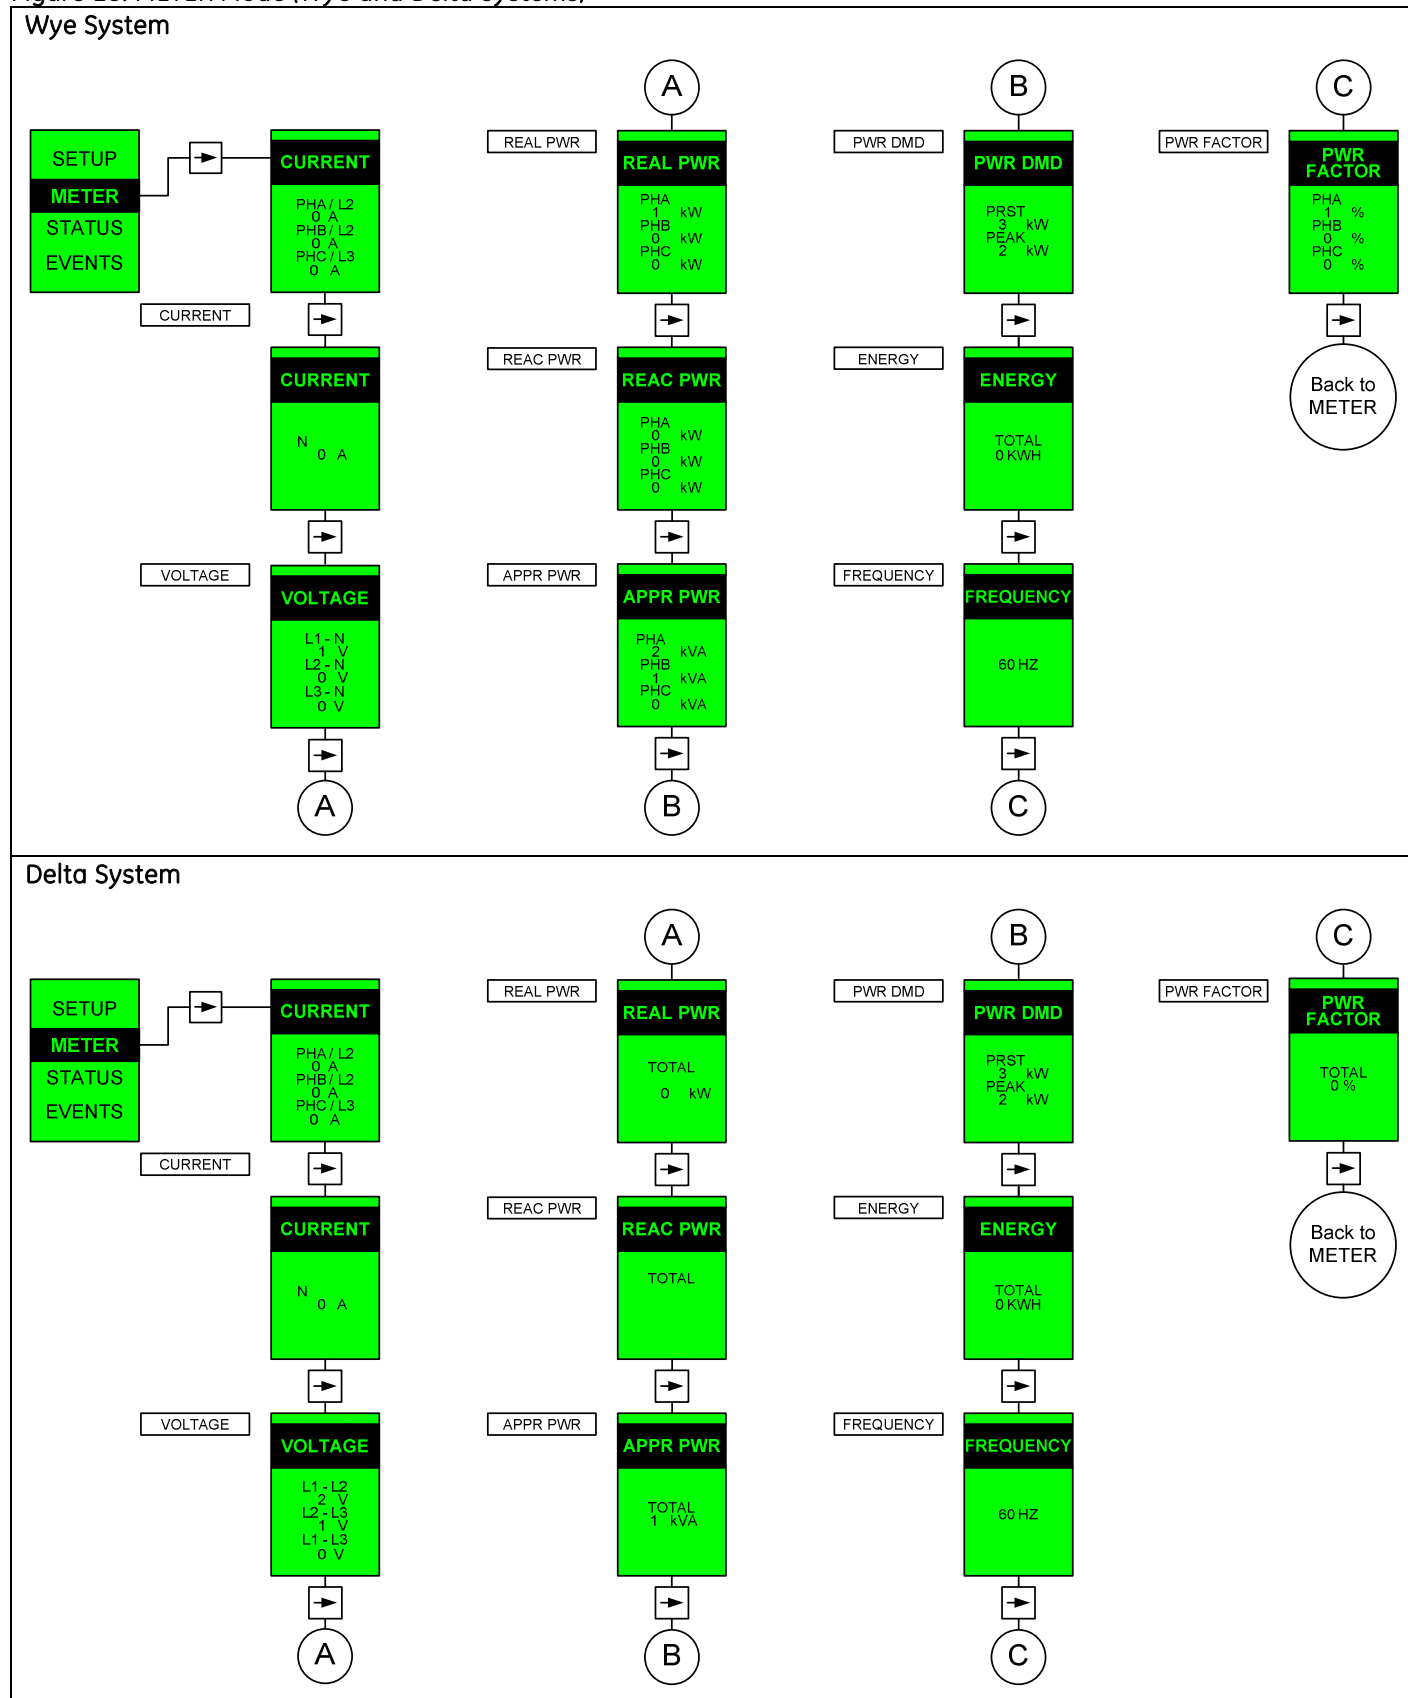 Wye System
A
B
C
SETUP
METER
STATUS
EVENTS
CURRENT
PHA / L2
0 A
PHB / L2
0 A
PHC / L3
0 A
CURRENT
CURRENT
N
0 A
VOLTAGE
VOLTAGE
L1 - N
1 V
L2 - N
0 V
L3 - N
0 V
A
REAL PWR
REAL PWR
PHA
1 kW
PHB
0 kW
PHC
0 kW
REAC PWR
REAC PWR
PHA
0 kW
PHB
0 kW
PHC
0 kW
APPR PWR
APPR PWR
PHA
2 kVA
PHB
1 kVA
PHC
0 kVA
B
PWR DMD
PWR DMD
PRST
3 kW
PEAK
2 kW
ENERGY
ENERGY
TOTAL
0 KWH
FREQUENCY
FREQUENCY
60 HZ
C
PWR FACTOR
PWR
FACTOR
PHA
1 %
PHB
0 %
PHC
0 %
Back to
METER
Delta System
A
B
C
SETUP
METER
STATUS
EVENTS
CURRENT
PHA / L2
0 A
PHB / L2
0 A
PHC / L3
0 A
CURRENT
CURRENT
N
0 A
VOLTAGE
VOLTAGE
L1 - L2
2 V
L2 - L3
1 V
L1 - L3
0 V
A
REAL PWR
REAL PWR
TOTAL
0 kW
REAC PWR
REAC PWR
TOTAL
APPR PWR
APPR PWR
TOTAL
1 kVA
B
PWR DMD
PWR DMD
PRST
3 kW
PEAK
2 kW
ENERGY
ENERGY
TOTAL
0 KWH
FREQUENCY
FREQUENCY
60 HZ
C
PWR FACTOR
PWR
FACTOR
TOTAL
0 %
Back to
METER